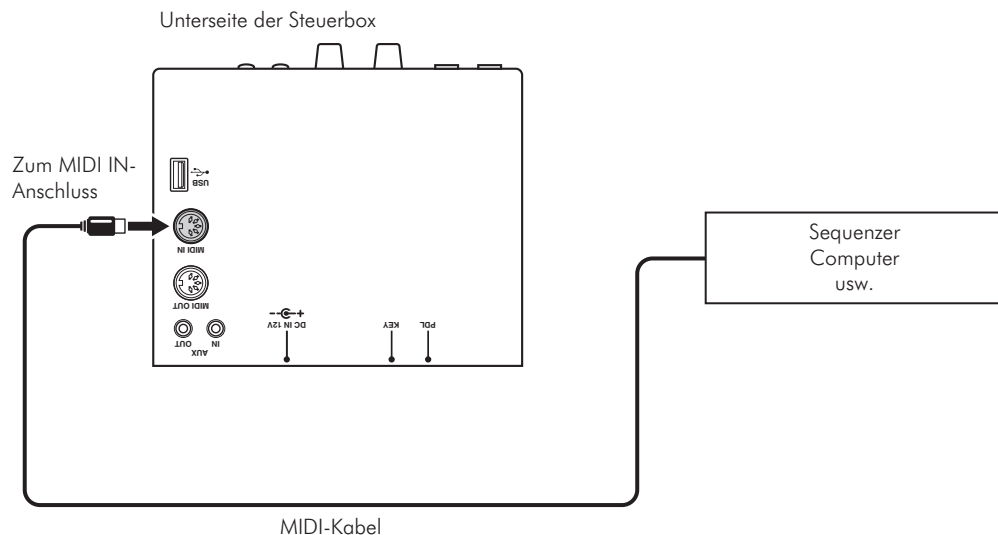 Unterseite der Steuerbox
Zum MIDI IN-
Anschluss
USB
MIDI IN
MIDI OUT
OUT
IN
AUX
DC IN 12V
KEY
PDL
Sequenzer
Computer
usw.
MIDI-Kabel